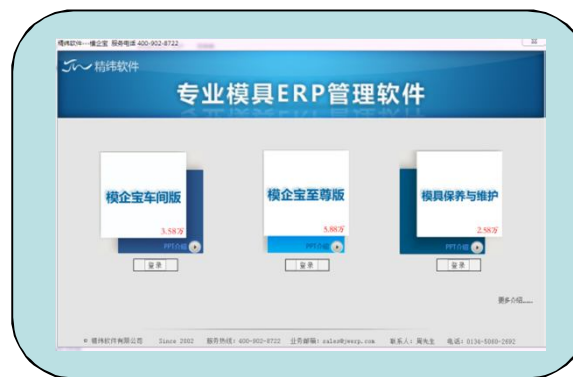 精纬软件---模企宝 服务电话 400-902-8722
精纬软件
专业模具ERP管理软件
模企宝车间版
3.58万
PPT介绍
登录
模企宝至尊版
5.88万
PPT介绍
登录
模具保养与维护
2.58万
PPT介绍
登录
更多介绍......
精纬软件有限公司 Since 2002 服务热线：400-902-8722 业务邮箱：sales@jwerp.com 联系人：周先生 电话：0134-5080-2892